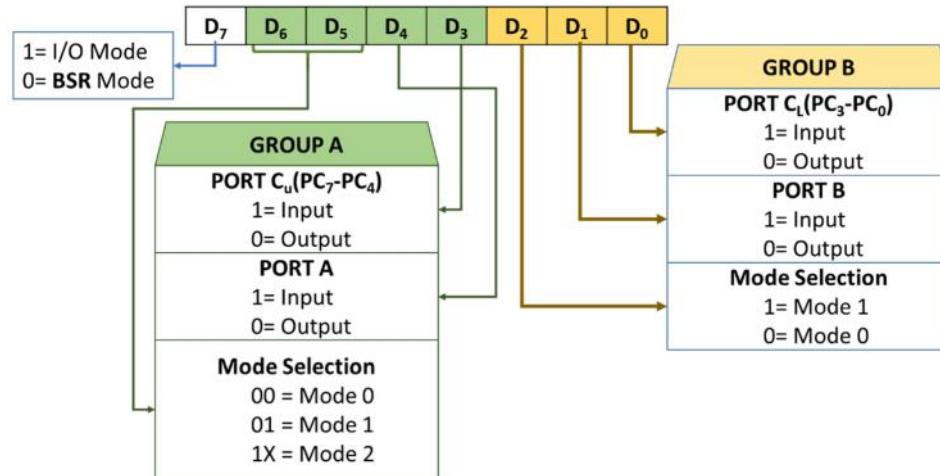 D₇ D₆ D₅ D₄ D₃ D₂ D₁ D₀
1= I/O Mode
0= BSR Mode
GROUP A
PORT Cᵤ(PC₇-PC₄)
1= Input
0= Output
PORT A
1= Input
0= Output
Mode Selection
00 = Mode 0
01 = Mode 1
1X = Mode 2
GROUP B
PORT C_L(PC₃-PC₀)
1= Input
0= Output
PORT B
1= Input
0= Output
Mode Selection
1= Mode 1
0= Mode 0